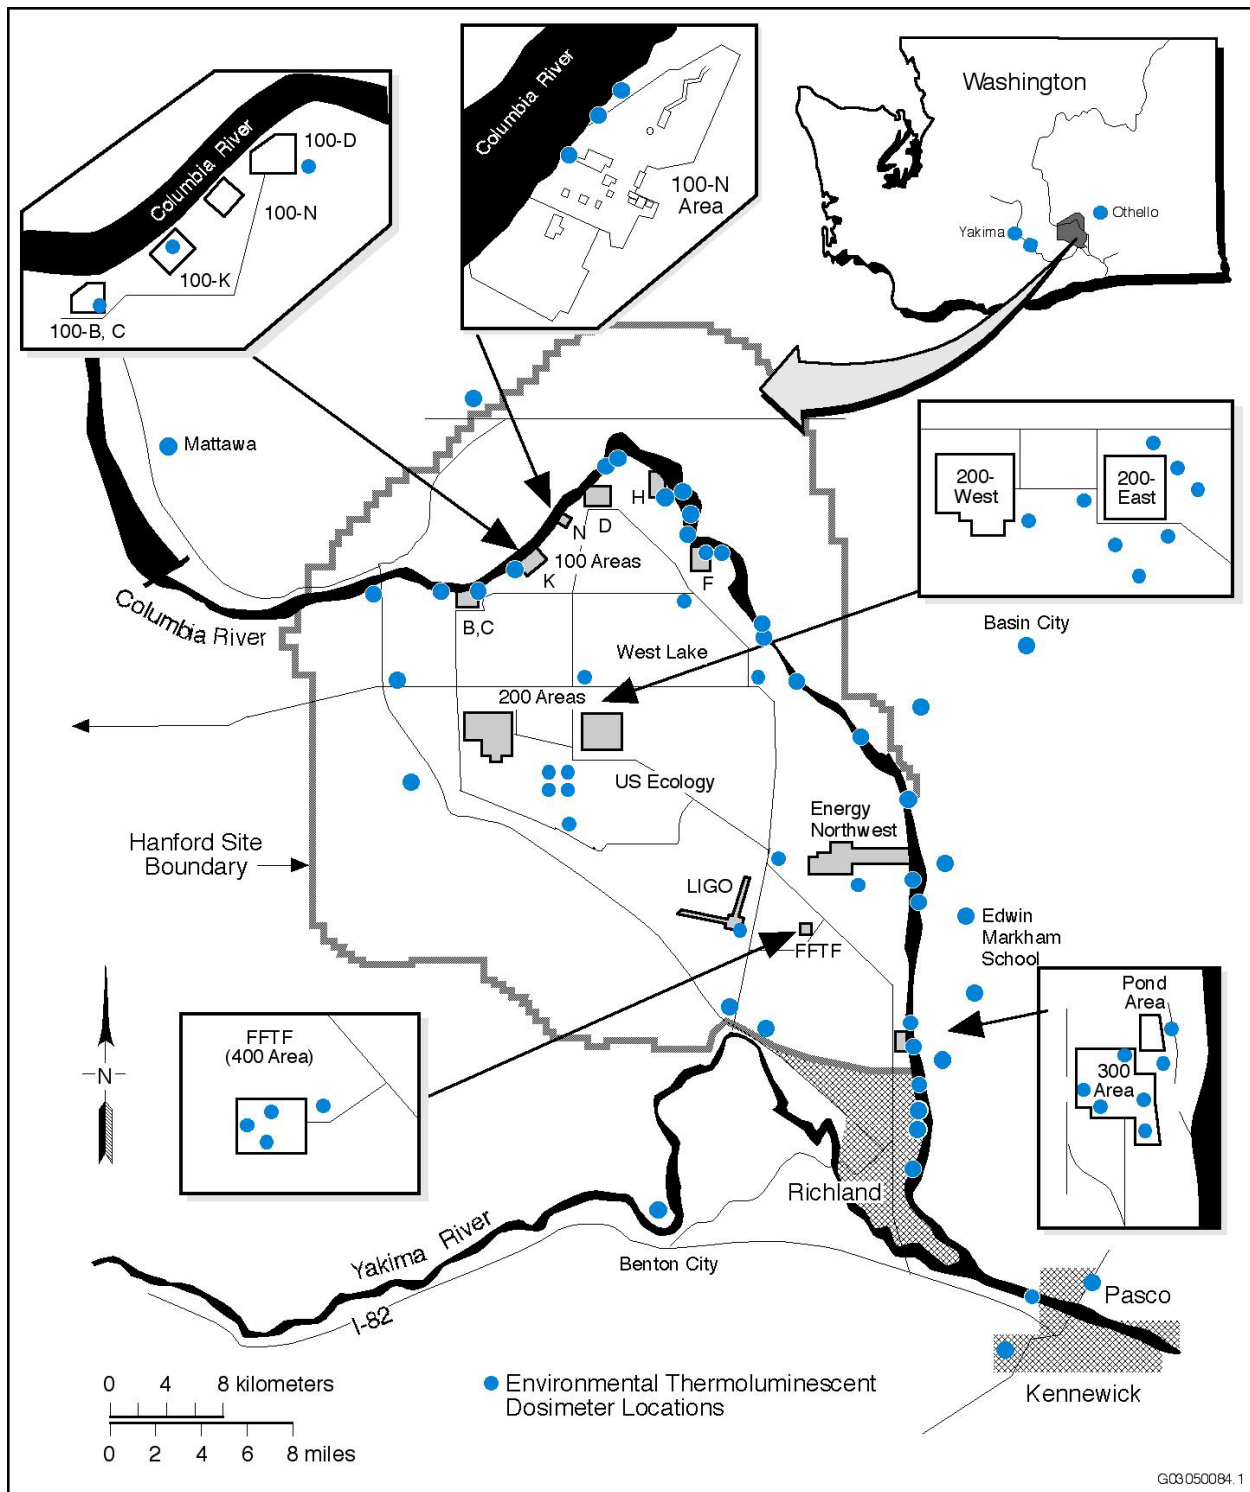 Columbia River
100-D
100-N
100-K
100-B, C
Columbia River
100-N
Area
Washington
Othello
Yakima
Mattawa
200-
West
200-
East
H
D
N
100 Areas
K
F
B,C
Columbia River
Basin City
West Lake
200 Areas
US Ecology
Energy
Northwest
Hanford Site
Boundary
LIGO
Edwin
Markham
School
FFTF
Pond
Area
300
Area
FFTF
(400 Area)
N
Richland
Yakima River
Benton City
I-82
Pasco
Kennewick
0 4 8 kilometers
0 2 4 6 8 miles
Environmental Thermoluminescent
Dosimeter Locations
G03050084.1